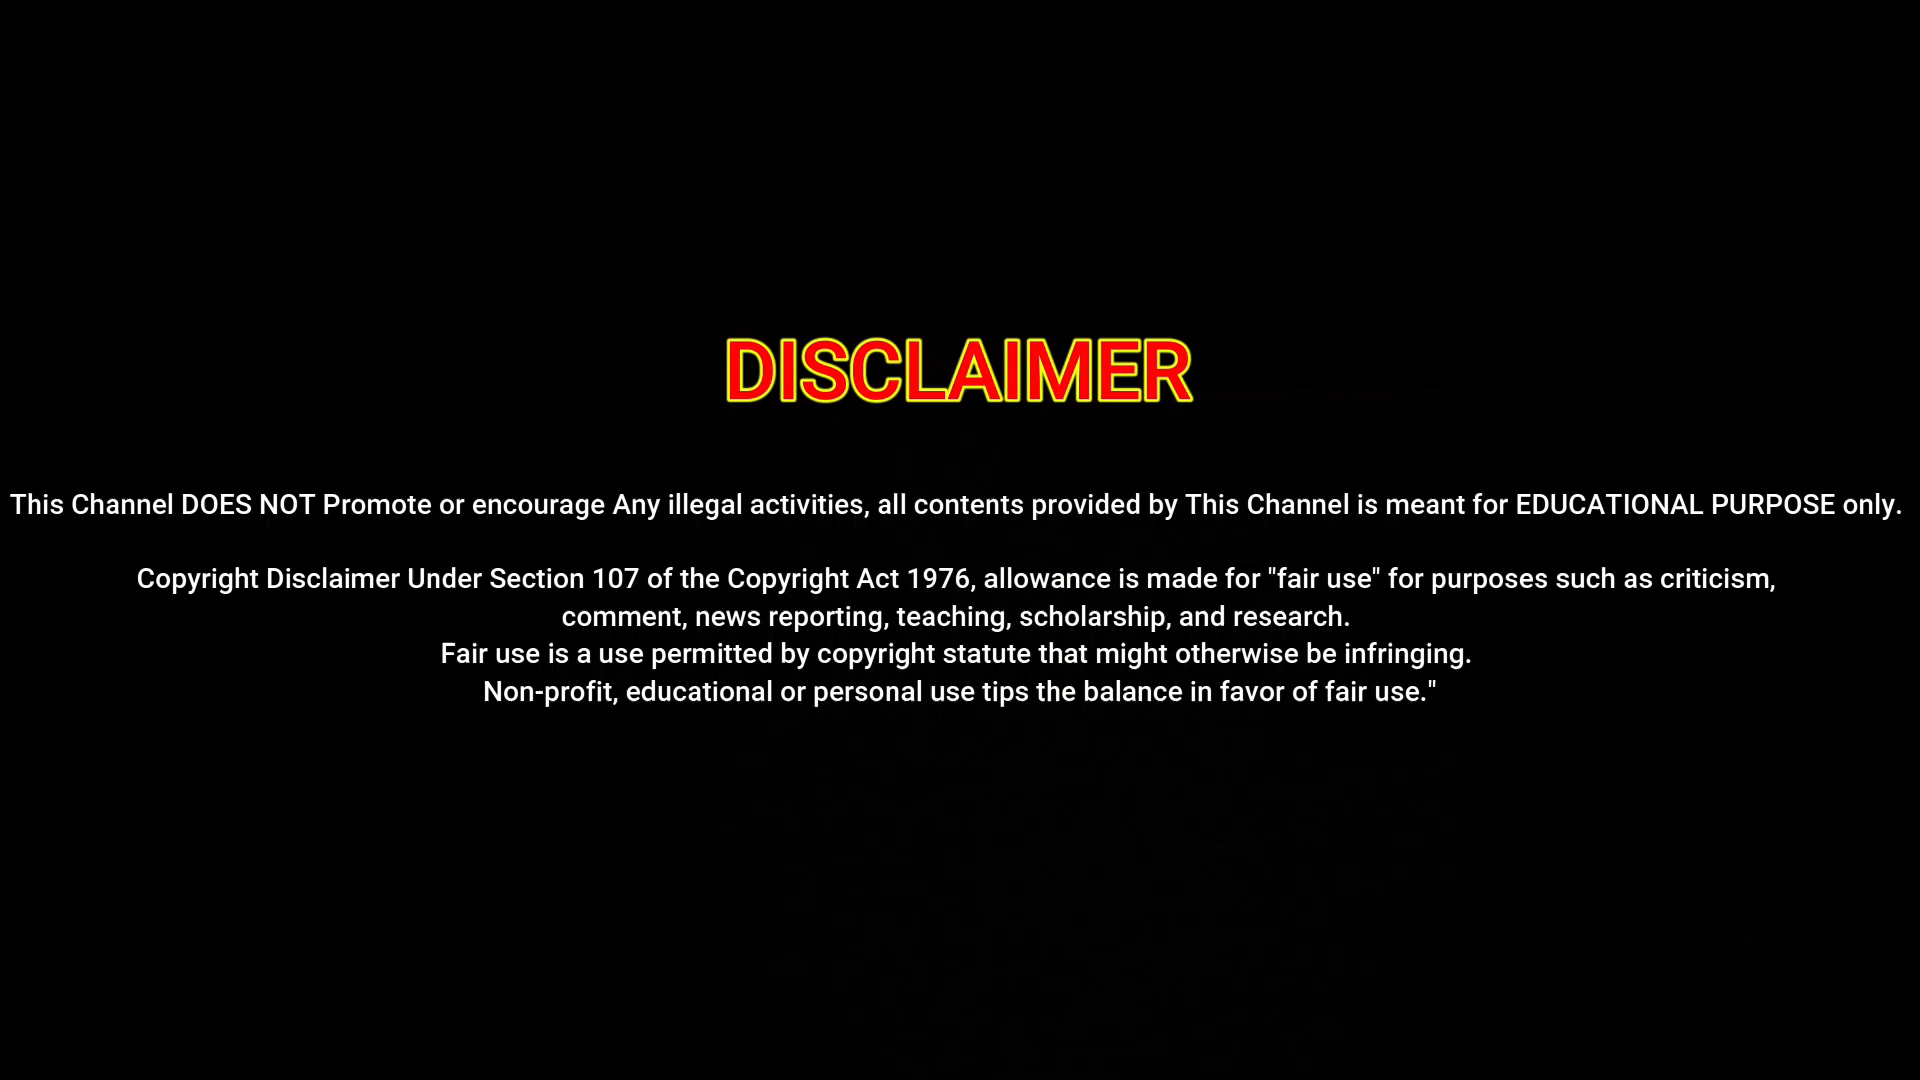 DISCLAIMER
This Channel DOES NOT Promote or encourage Any illegal activities, all contents provided by This Channel is meant for EDUCATIONAL PURPOSE only.
Copyright Disclaimer Under Section 107 of the Copyright Act 1976, allowance is made for "fair use" for purposes such as criticism,
comment, news reporting, teaching, scholarship, and research.
Fair use is a use permitted by copyright statute that might otherwise be infringing.
Non-profit, educational or personal use tips the balance in favor of fair use."